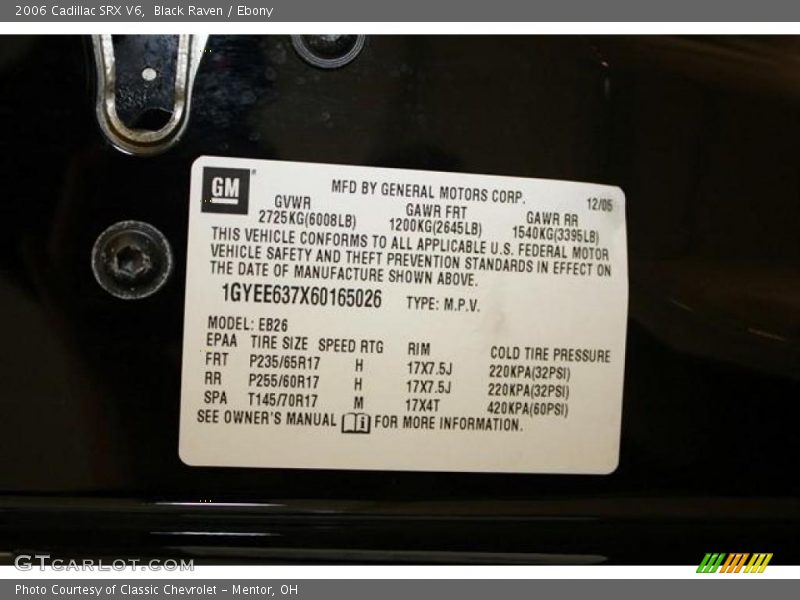 2006 Cadillac SRX V6, Black Raven / Ebony
GM
MFD BY GENERAL MOTORS CORP. 12/05
GVWR GAWR FRT GAWR RR
2725KG(6008LB) 1200KG(2645LB) 1540KG(3395LB)
THIS VEHICLE CONFORMS TO ALL APPLICABLE U.S. FEDERAL MOTOR
VEHICLE SAFETY AND THEFT PREVENTION STANDARDS IN EFFECT ON
THE DATE OF MANUFACTURE SHOWN ABOVE.
1GYEE637X60165026 TYPE: M.P.V.
MODEL: EB26
EPAA TIRE SIZE SPEED RTG RIM COLD TIRE PRESSURE
FRT P235/65R17 H 17X7.5J 220KPA(32PSI)
RR P255/60R17 H 17X7.5J 220KPA(32PSI)
SPA T145/70R17 M 17X4T 420KPA(60PSI)
SEE OWNER'S MANUAL FOR MORE INFORMATION.
GTCARLOT.COM
Photo Courtesy of Classic Chevrolet - Mentor, OH